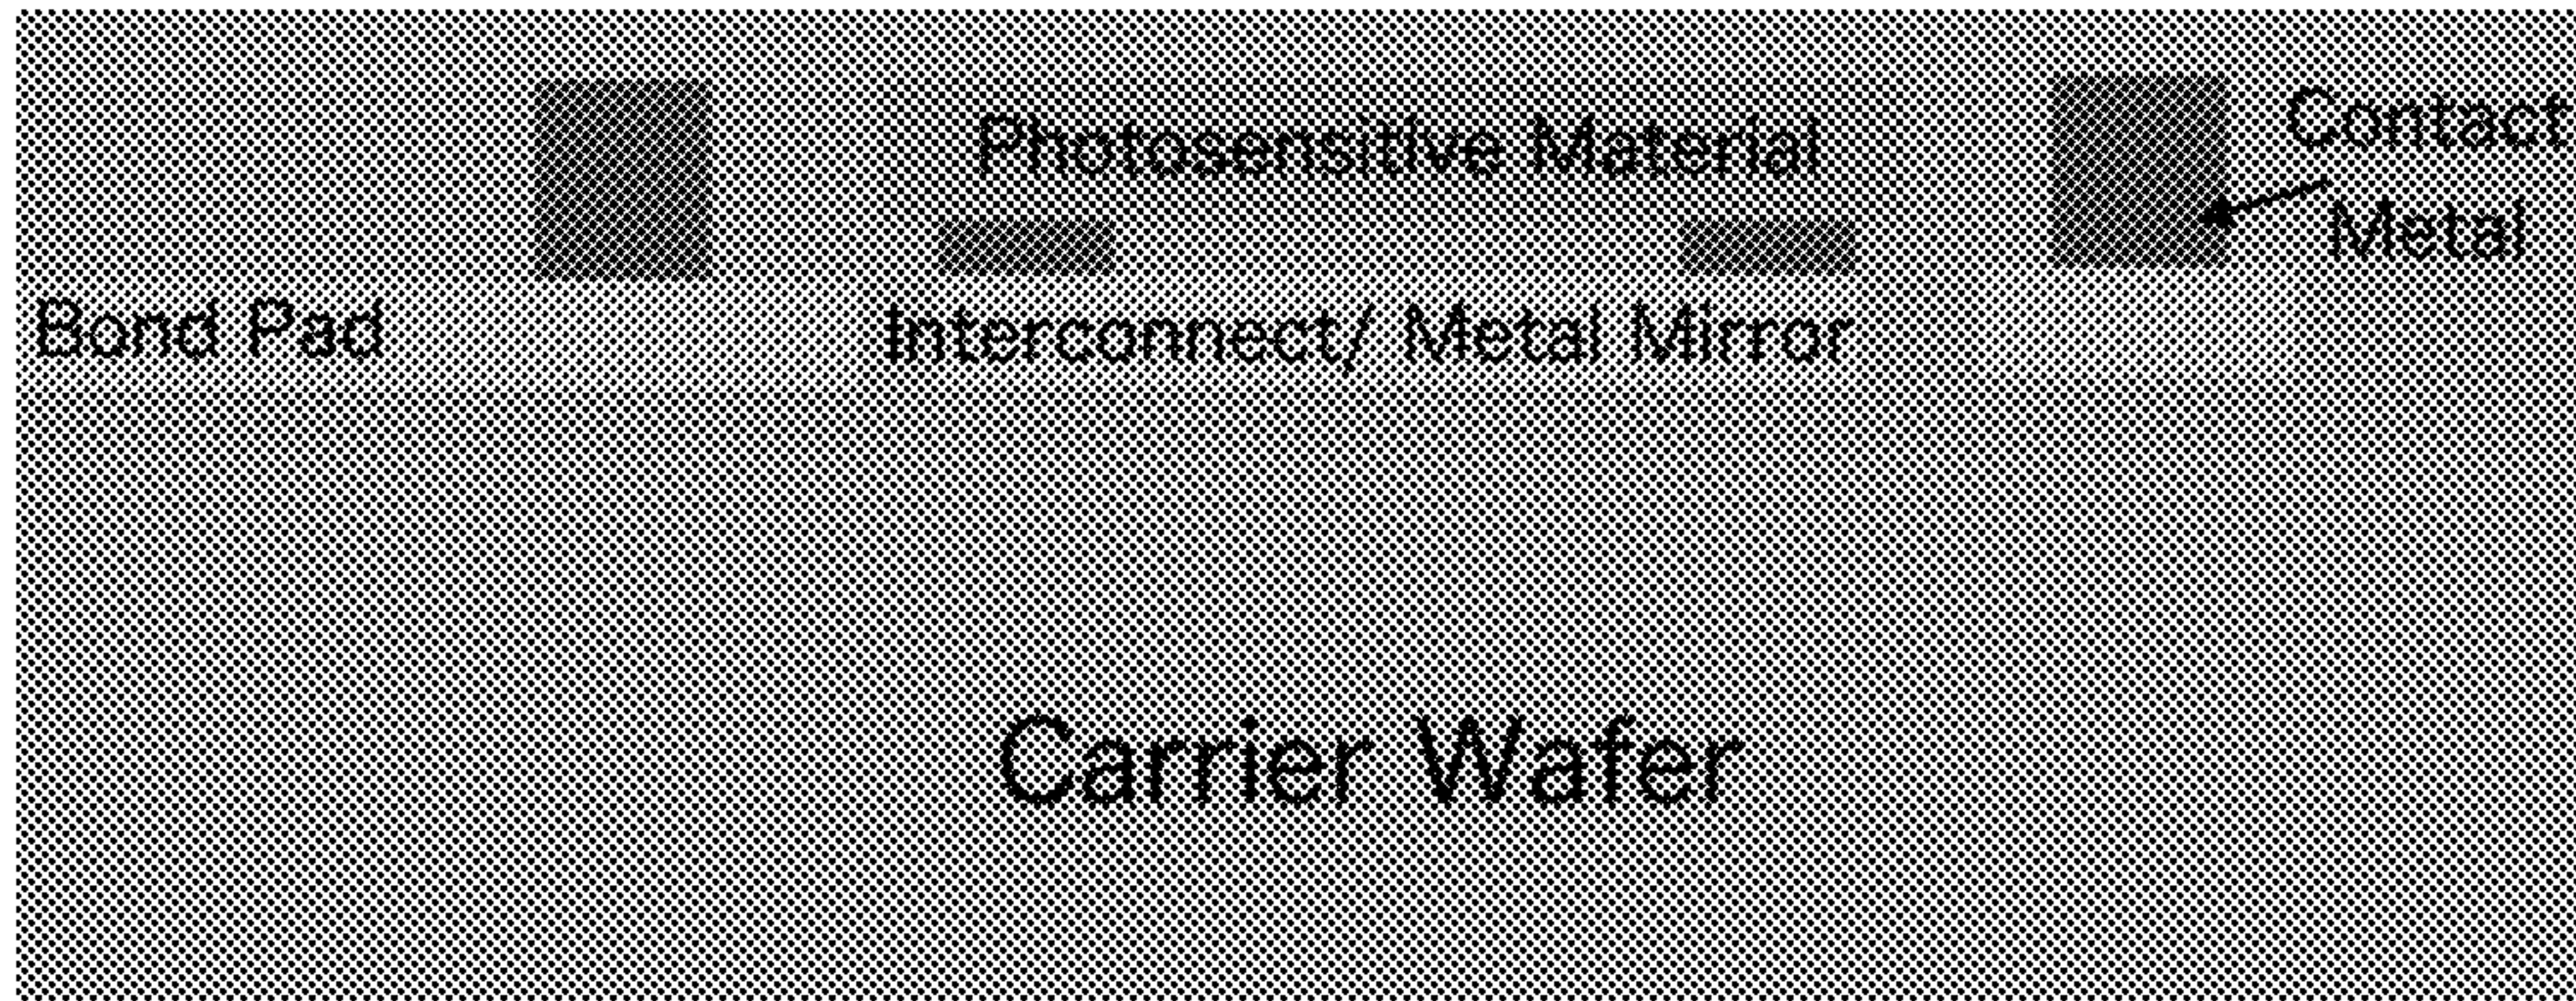 Photosensitive Material
Contact
Metal
Bond Pad
Interconnect/ Metal Mirror
Carrier Wafer